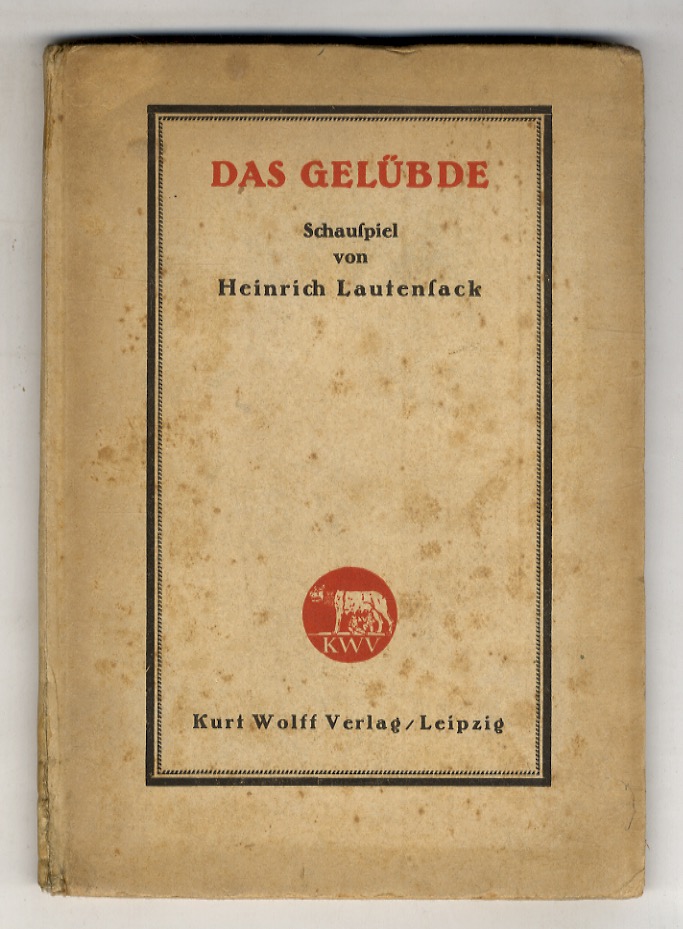 DAS GELÜBDE
Schauſpiel
von
Heinrich Lautenſack
KWV
Kurt Wolff Verlag / Leipzig